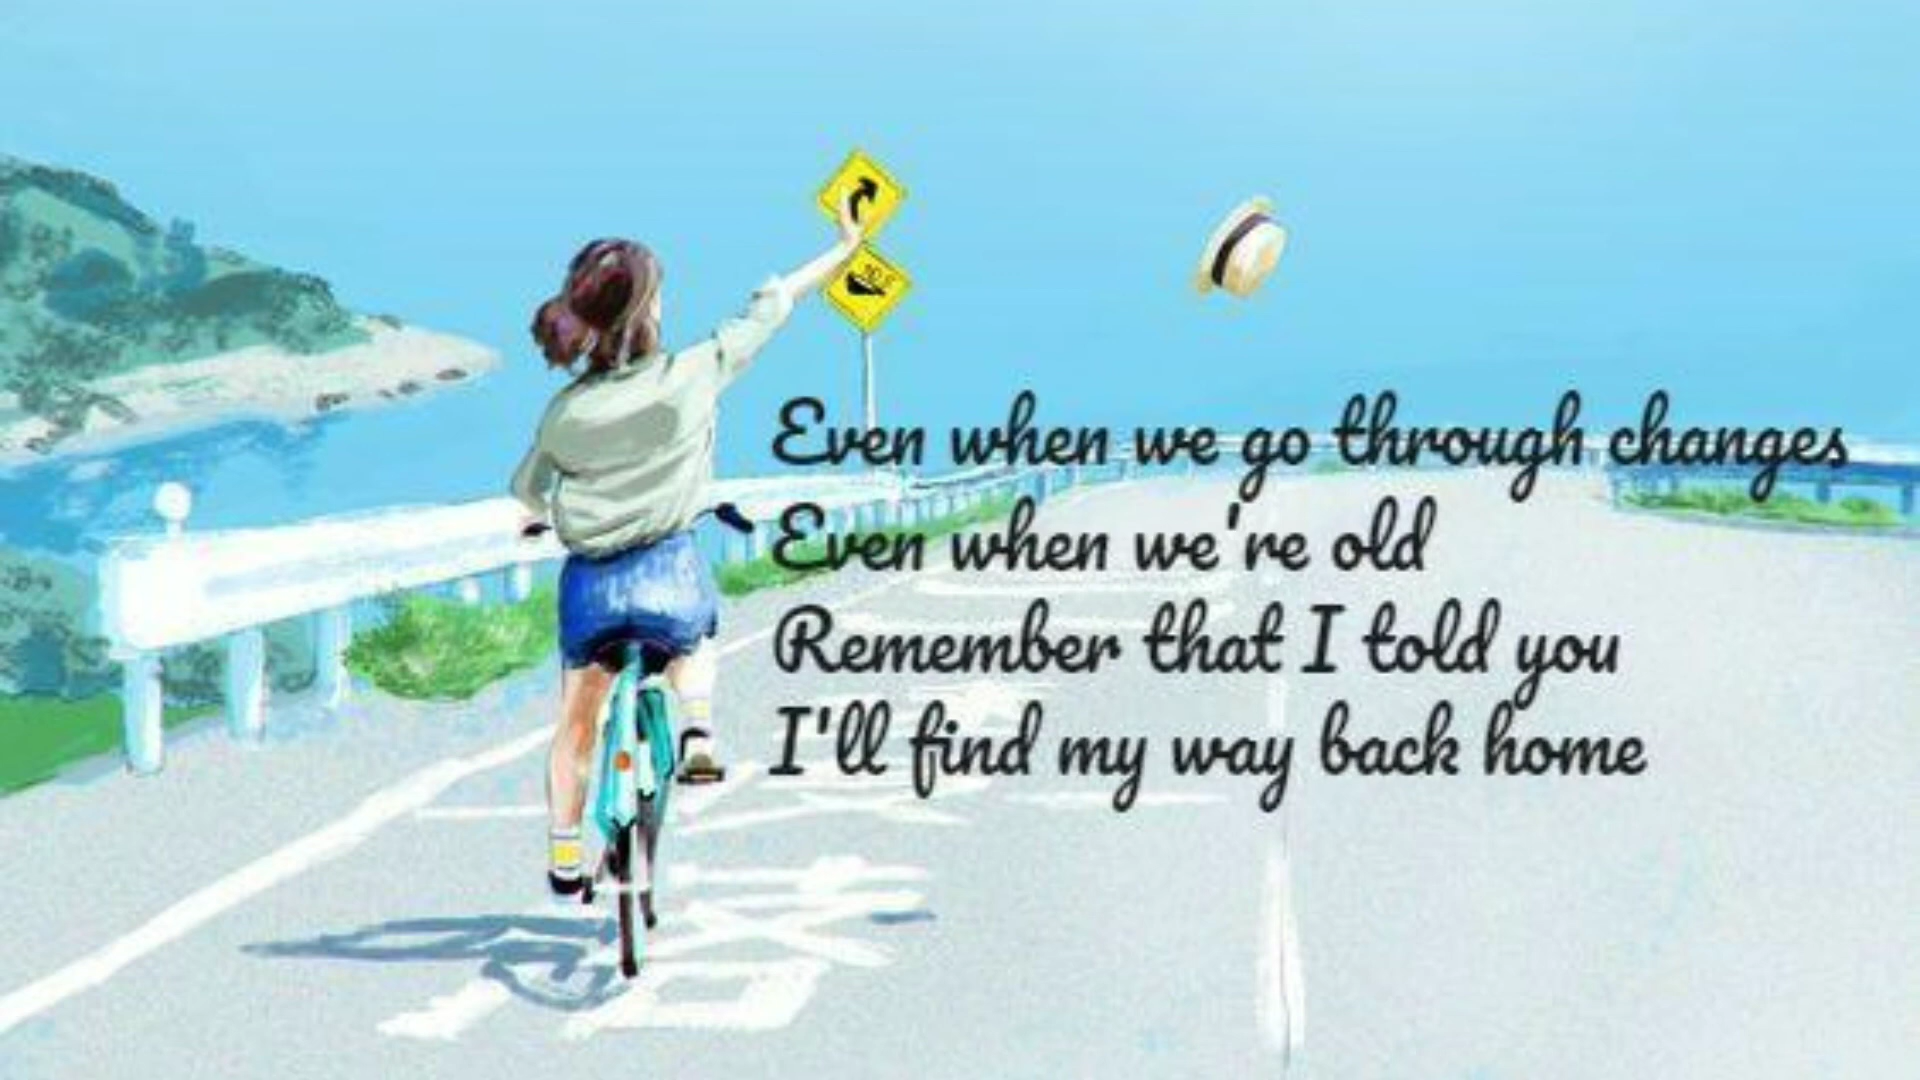 Even when we go through changes
Even when we're old
Remember that I told you
I'll find my way back home